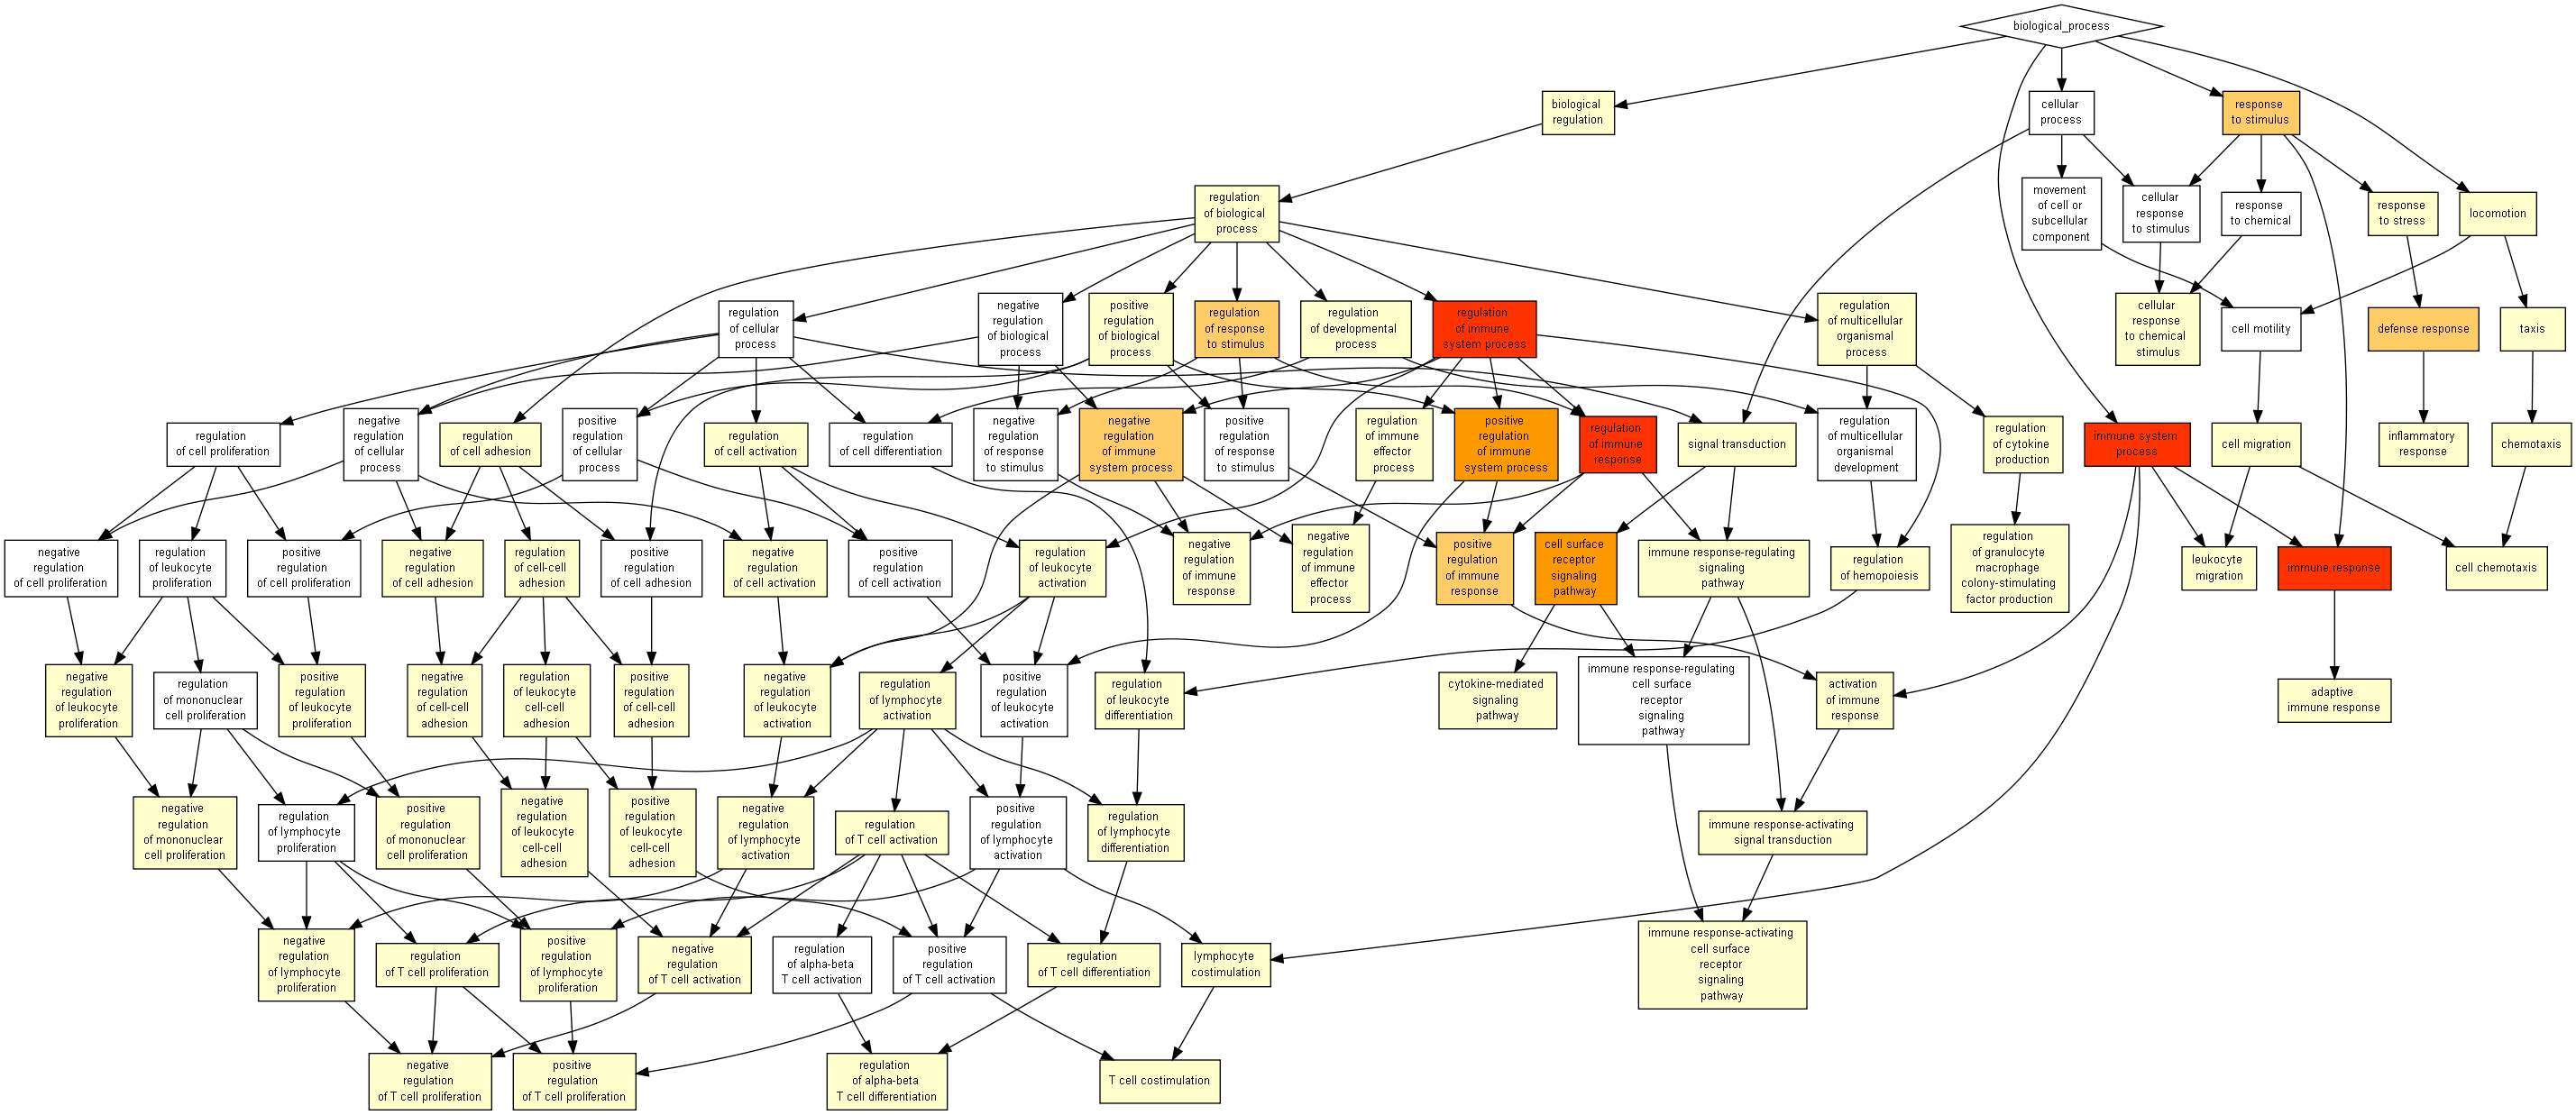 biological_process
biological
regulation
cellular
process
response
to stimulus
regulation
of biological
process
movement
of cell or
subcellular
component
cellular
response
to stimulus
response
to chemical
response
to stress
locomotion
regulation
of cellular
process
negative
regulation
of biological
process
positive
regulation
of biological
process
regulation
of response
to stimulus
regulation
of developmental
process
regulation
of immune
system process
regulation
of multicellular
organismal
process
cellular
response
to chemical
stimulus
cell motility
defense response
taxis
regulation
of cell proliferation
negative
regulation
of cellular
process
regulation
of cell adhesion
positive
regulation
of cellular
process
regulation
of cell activation
regulation
of cell differentiation
negative
regulation
of response
to stimulus
negative
regulation
of immune
system process
positive
regulation
of response
to stimulus
regulation
of immune
effector
process
positive
regulation
of immune
system process
regulation
of immune
response
signal transduction
regulation
of multicellular
organismal
development
regulation
of cytokine
production
immune system
process
cell migration
inflammatory
response
chemotaxis
negative
regulation
of cell proliferation
regulation
of leukocyte
proliferation
positive
regulation
of cell proliferation
negative
regulation
of cell adhesion
regulation
of cell-cell
adhesion
positive
regulation
of cell adhesion
negative
regulation
of cell activation
positive
regulation
of cell activation
regulation
of leukocyte
activation
negative
regulation
of immune
response
negative
regulation
of immune
effector
process
positive
regulation
of immune
response
cell surface
receptor
signaling
pathway
immune response-regulating
signaling
pathway
regulation
of hemopoiesis
regulation
of granulocyte
macrophage
colony-stimulating
factor production
leukocyte
migration
immune response
cell chemotaxis
negative
regulation
of leukocyte
proliferation
regulation
of mononuclear
cell proliferation
positive
regulation
of leukocyte
proliferation
negative
regulation
of cell-cell
adhesion
regulation
of leukocyte
cell-cell
adhesion
positive
regulation
of cell-cell
adhesion
negative
regulation
of leukocyte
activation
regulation
of lymphocyte
activation
positive
regulation
of leukocyte
activation
regulation
of leukocyte
differentiation
cytokine-mediated
signaling
pathway
immune response-regulating
cell surface
receptor
signaling
pathway
activation
of immune
response
adaptive
immune response
negative
regulation
of mononuclear
cell proliferation
regulation
of lymphocyte
proliferation
positive
regulation
of mononuclear
cell proliferation
negative
regulation
of leukocyte
cell-cell
adhesion
positive
regulation
of leukocyte
cell-cell
adhesion
negative
regulation
of lymphocyte
activation
regulation
of T cell activation
positive
regulation
of lymphocyte
activation
regulation
of lymphocyte
differentiation
immune response-activating
signal transduction
negative
regulation
of lymphocyte
proliferation
regulation
of T cell proliferation
positive
regulation
of lymphocyte
proliferation
negative
regulation
of T cell activation
regulation
of alpha-beta
T cell activation
positive
regulation
of T cell activation
regulation
of T cell differentiation
lymphocyte
costimulation
immune response-activating
cell surface
receptor
signaling
pathway
negative
regulation
of T cell proliferation
positive
regulation
of T cell proliferation
regulation
of alpha-beta
T cell differentiation
T cell costimulation